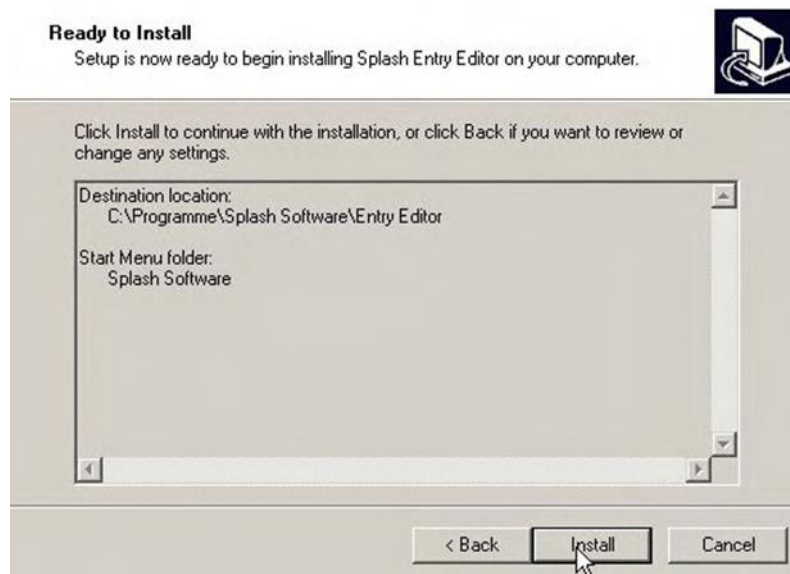 Ready to Install
Setup is now ready to begin installing Splash Entry Editor on your computer.
Click Install to continue with the installation, or click Back if you want to review or
change any settings.
Destination location:
C:\Programme\Splash Software\Entry Editor
Start Menu folder:
Splash Software
< Back
Install
Cancel